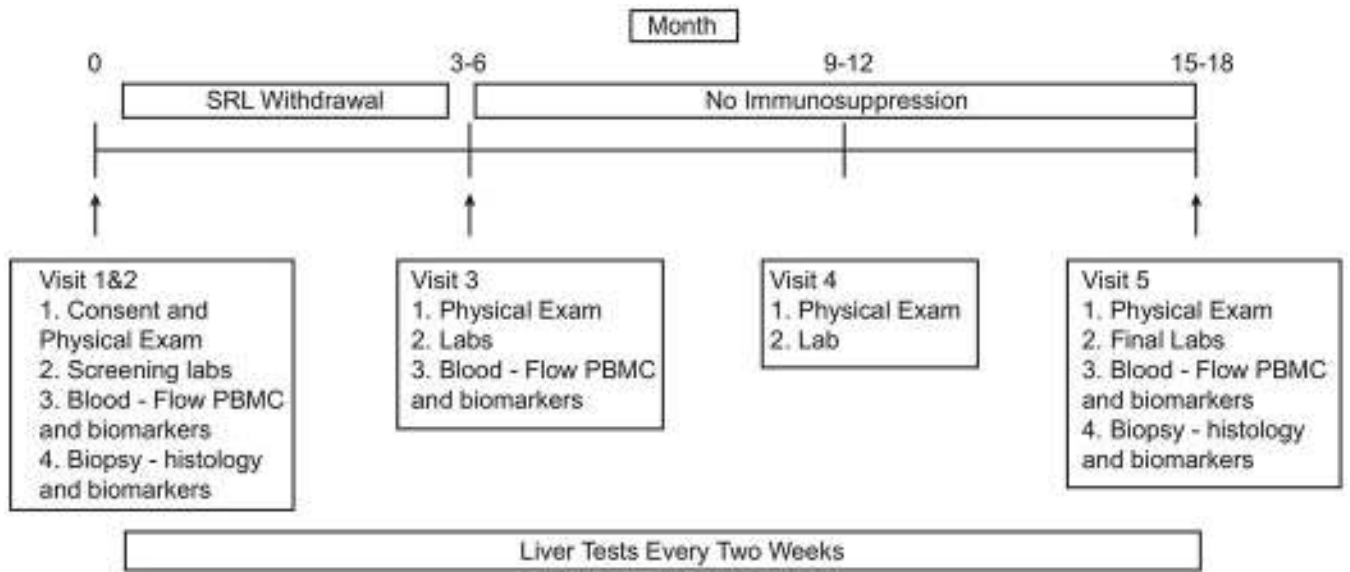 Month
0
3-6
9-12
15-18
SRL Withdrawal
No Immunosuppression
Visit 1&2
1. Consent and
Physical Exam
2. Screening labs
3. Blood - Flow PBMC
and biomarkers
4. Biopsy - histology
and biomarkers
Visit 3
1. Physical Exam
2. Labs
3. Blood - Flow PBMC
and biomarkers
Visit 4
1. Physical Exam
2. Lab
Visit 5
1. Physical Exam
2. Final Labs
3. Blood - Flow PBMC
and biomarkers
4. Biopsy - histology
and biomarkers
Liver Tests Every Two Weeks